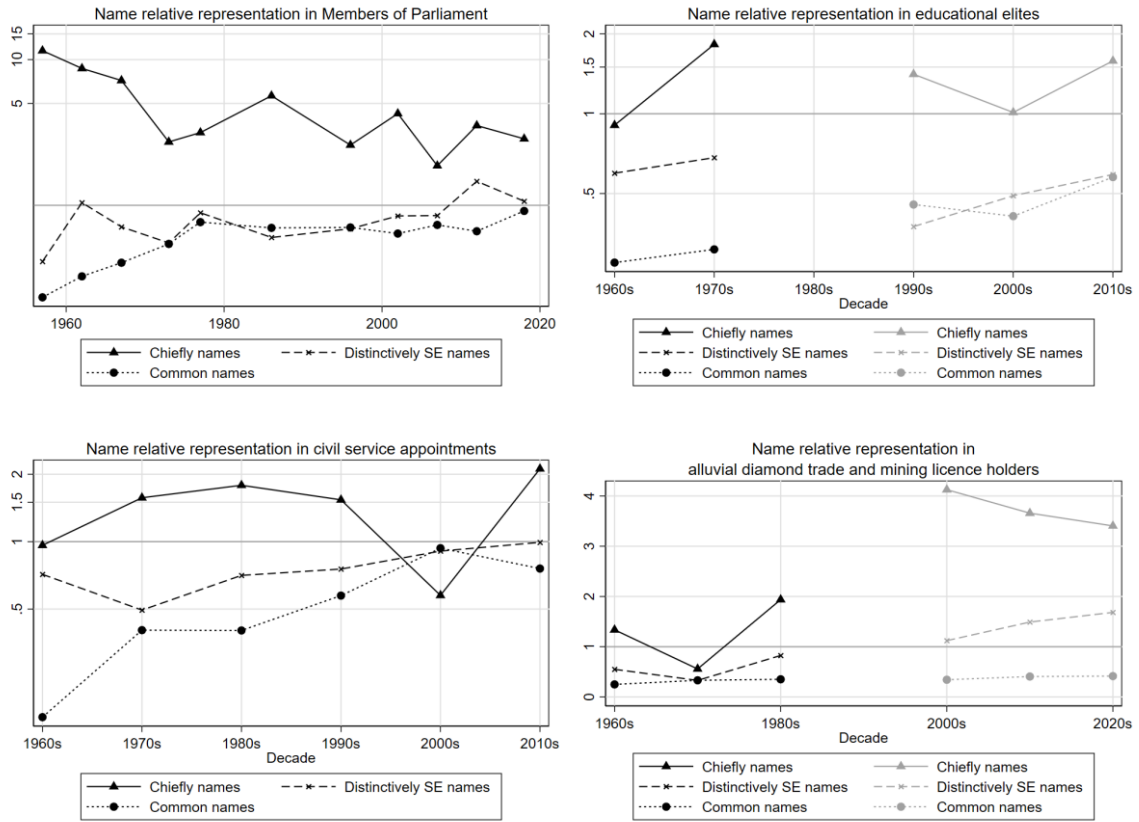 Name relative representation in Members of Parliament
15
10
5
1960
1980
2000
2020
Chiefly names
Distinctively SE names
Common names
Name relative representation in educational elites
2
1.5
1
.5
1960s
1970s
1980s
1990s
2000s
2010s
Decade
Chiefly names
Chiefly names
Distinctively SE names
Distinctively SE names
Common names
Common names
Name relative representation in civil service appointments
2
1.5
1
.5
1960s
1970s
1980s
1990s
2000s
2010s
Decade
Chiefly names
Distinctively SE names
Common names
Name relative representation in
alluvial diamond trade and mining licence holders
4
3
2
1
0
1960s
1980s
2000s
2020s
Decade
Chiefly names
Chiefly names
Distinctively SE names
Distinctively SE names
Common names
Common names